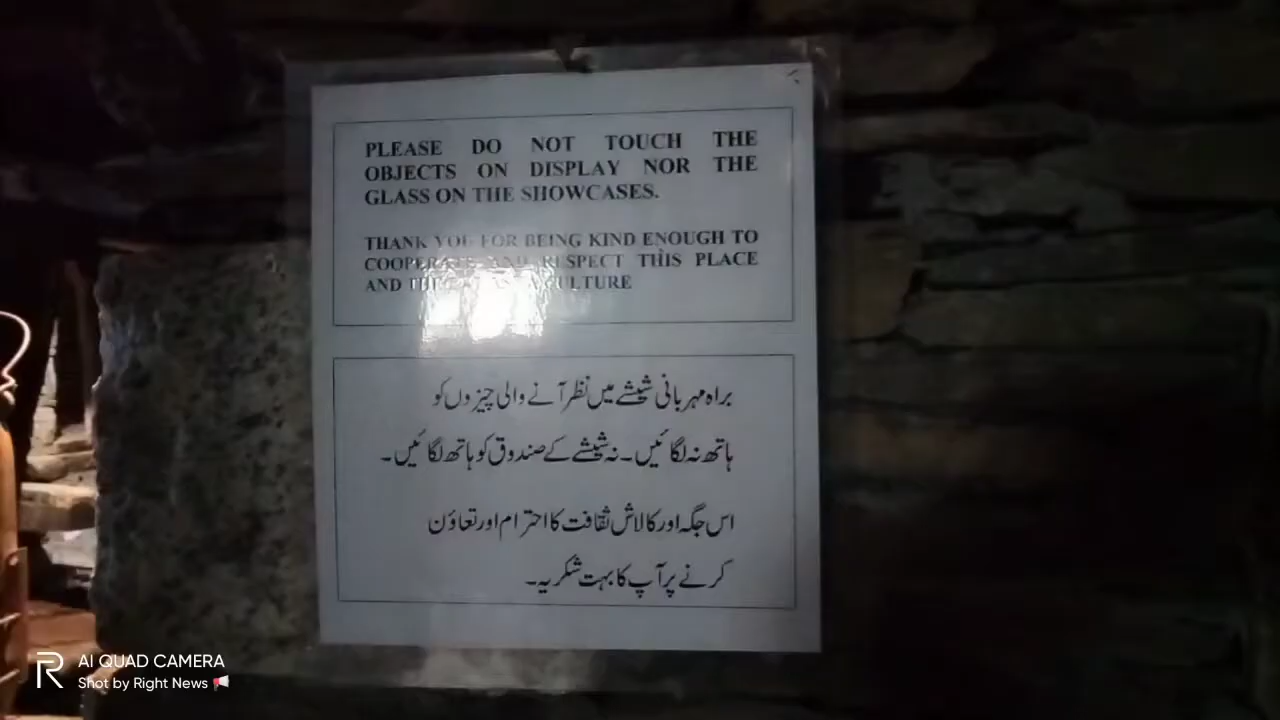 PLEASE DO NOT TOUCH THE
OBJECTS ON DISPLAY NOR THE
GLASS ON THE SHOWCASES.
THANK YOU FOR BEING KIND ENOUGH TO
COOPERATE AND RESPECT THIS PLACE
AND THE CULTURE
براہ مہربانی شیشے میں نظر آنے والی چیزوں کو
ہاتھ نہ لگائیں۔ نہ شیشے کے صندوق کو ہاتھ لگائیں۔
اس جگہ اور کالاش ثقافت کا احترام اور تعاؤن
کرنے پر آپ کا بہت شکریہ۔
AI QUAD CAMERA
Shot by Right News